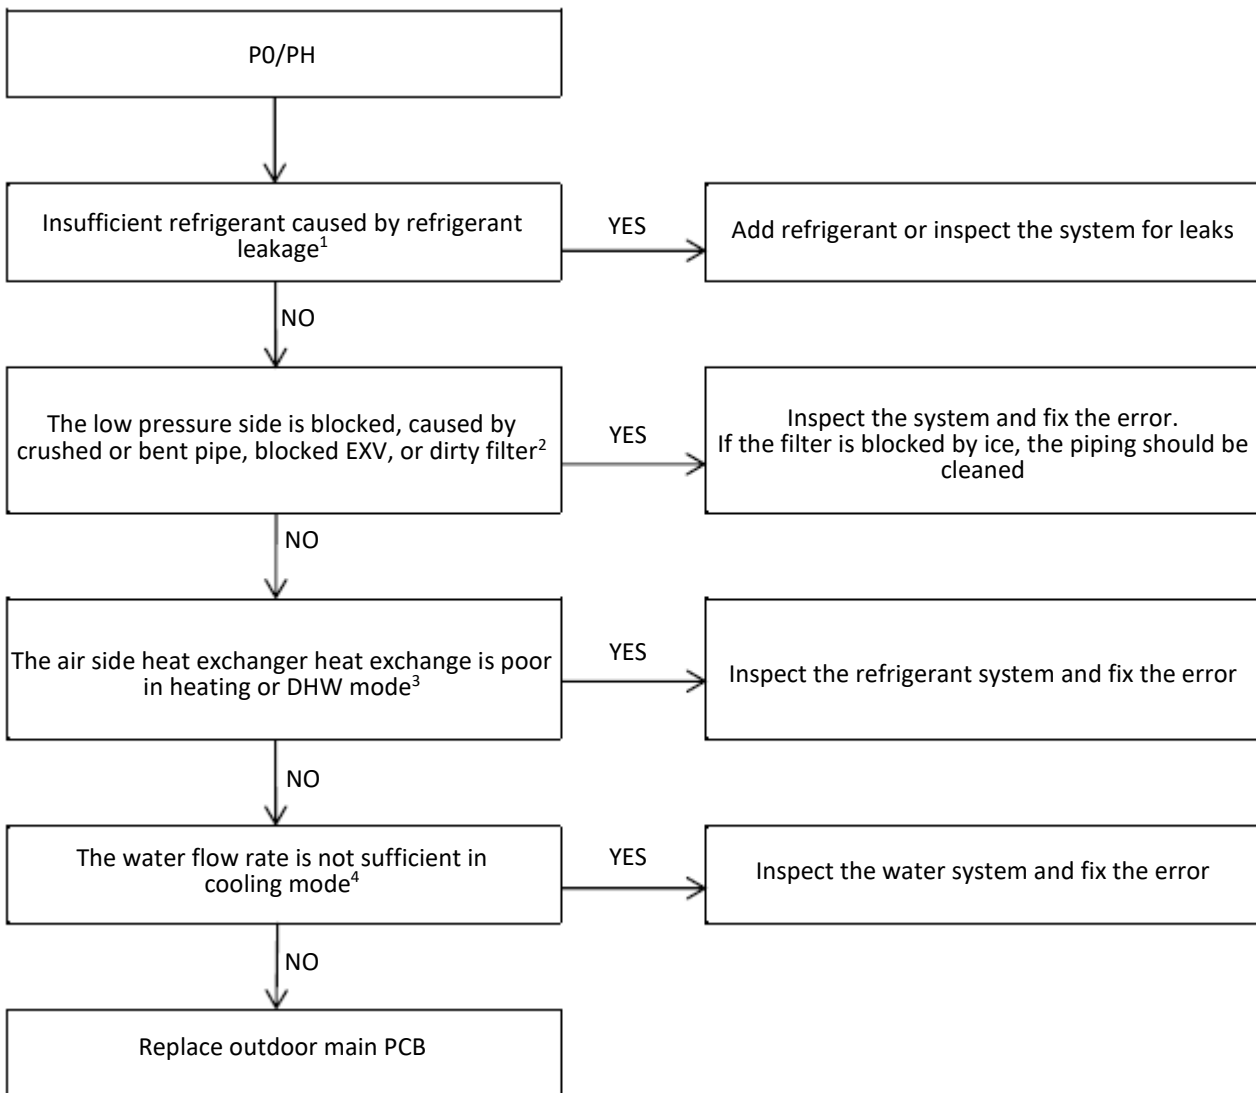 P0/PH
Insufficient refrigerant caused by refrigerant
leakage1
YES
Add refrigerant or inspect the system for leaks
NO
The low pressure side is blocked, caused by
crushed or bent pipe, blocked EXV, or dirty filter2
YES
Inspect the system and fix the error.
If the filter is blocked by ice, the piping should be
cleaned
NO
The air side heat exchanger heat exchange is poor
in heating or DHW mode3
YES
Inspect the refrigerant system and fix the error
NO
The water flow rate is not sufficient in
cooling mode4
YES
Inspect the water system and fix the error
NO
Replace outdoor main PCB